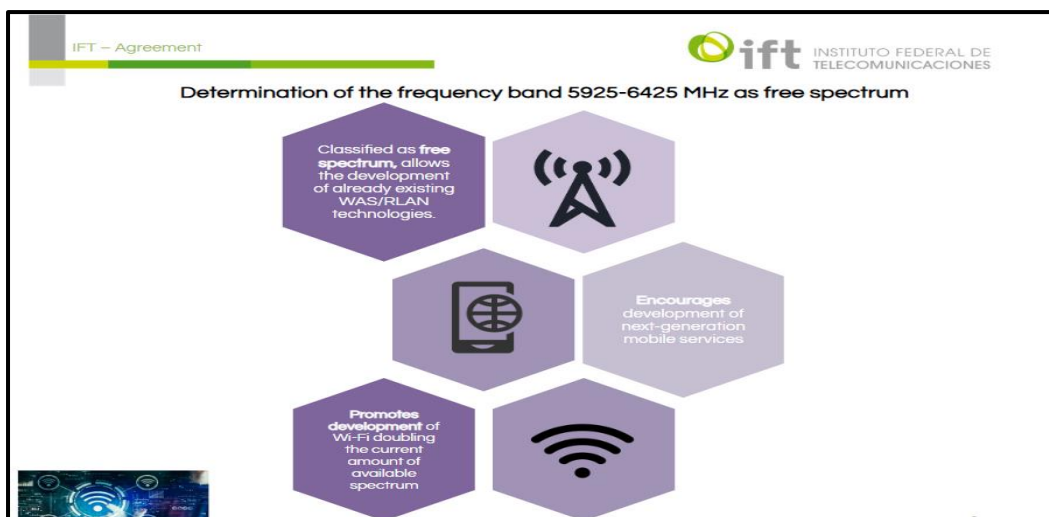 IFT – Agreement
ift INSTITUTO FEDERAL DE
TELECOMUNICACIONES
Determination of the frequency band 5925-6425 MHz as free spectrum
Classified as free
spectrum, allows
the development
of already existing
WAS/RLAN
technologies.
Encourages
development of
next-generation
mobile services
Promotes
development of
Wi-Fi doubling
the current
amount of
available
spectrum